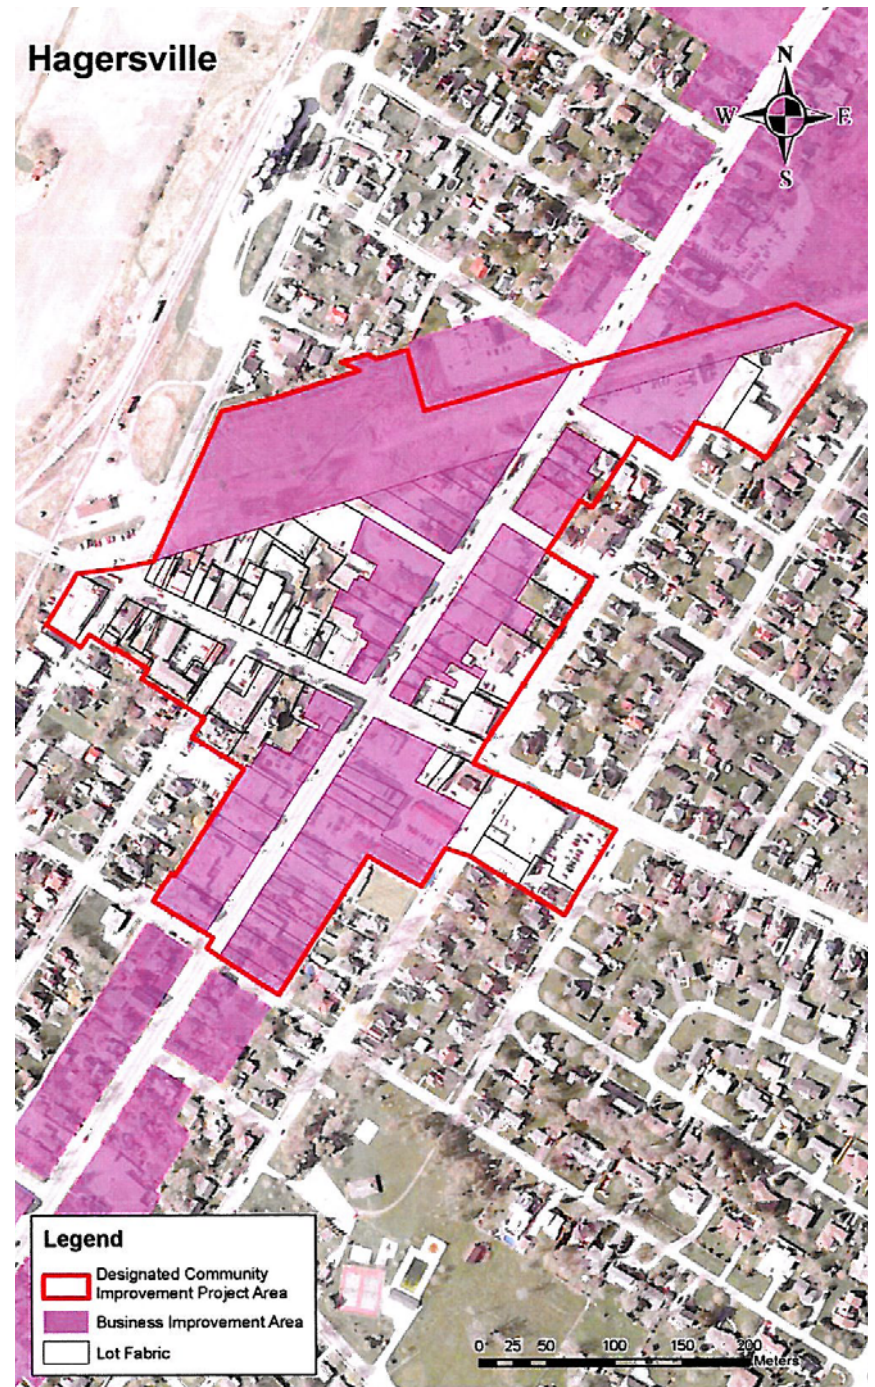 Hagersville
N
W E
S
Legend
Designated Community
Improvement Project Area
Business Improvement Area
Lot Fabric
0 25 50 100 150 200
Meters